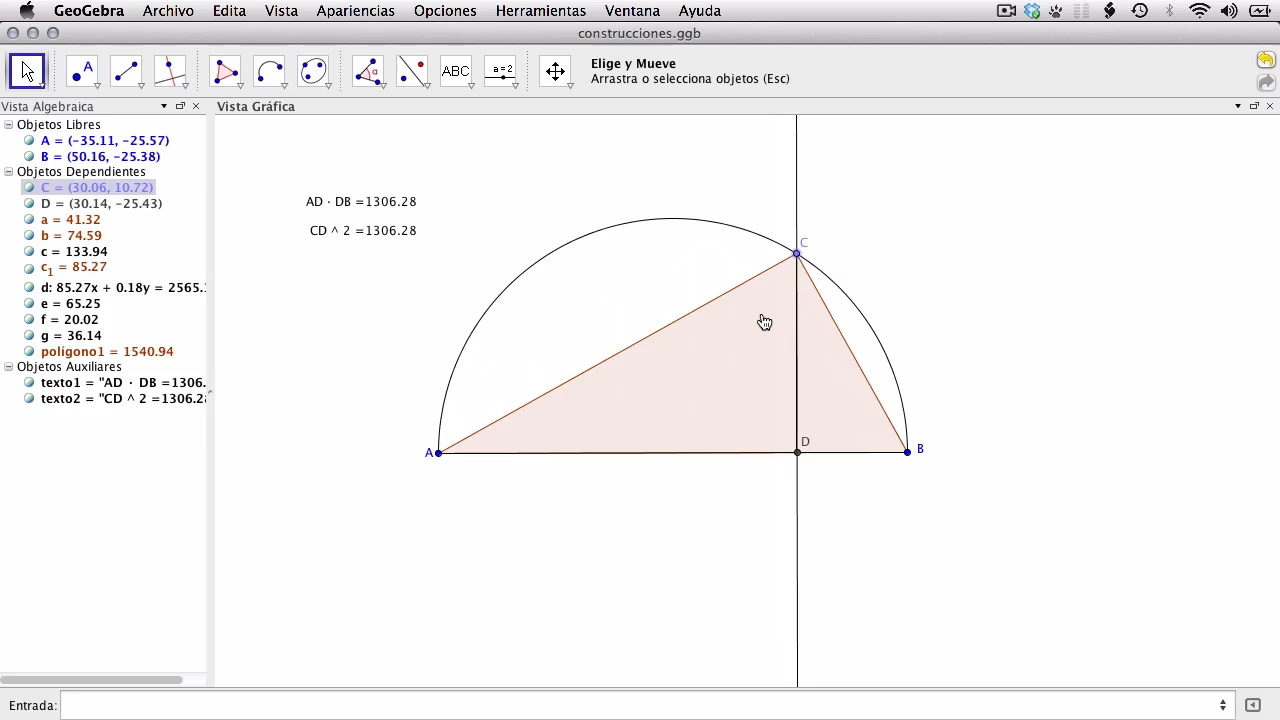 GeoGebra Archivo Edita Vista Apariencias Opciones Herramientas Ventana Ayuda
construcciones.ggb
A
α
ABC
a = 2
Elige y Mueve
Arrastra o selecciona objetos (Esc)
Vista Algebraica
Vista Gráfica
Objetos Libres
A = (-35.11, -25.57)
B = (50.16, -25.38)
Objetos Dependientes
C = (30.06, 10.72)
D = (30.14, -25.43)
a = 41.32
b = 74.59
c = 133.94
c1 = 85.27
d: 85.27x + 0.18y = 2565.
e = 65.25
f = 20.02
g = 36.14
polígono1 = 1540.94
Objetos Auxiliares
texto1 = "AD · DB =1306.
texto2 = "CD ^ 2 =1306.28
AD · DB =1306.28
CD ^ 2 =1306.28
C
D
A
B
Entrada: